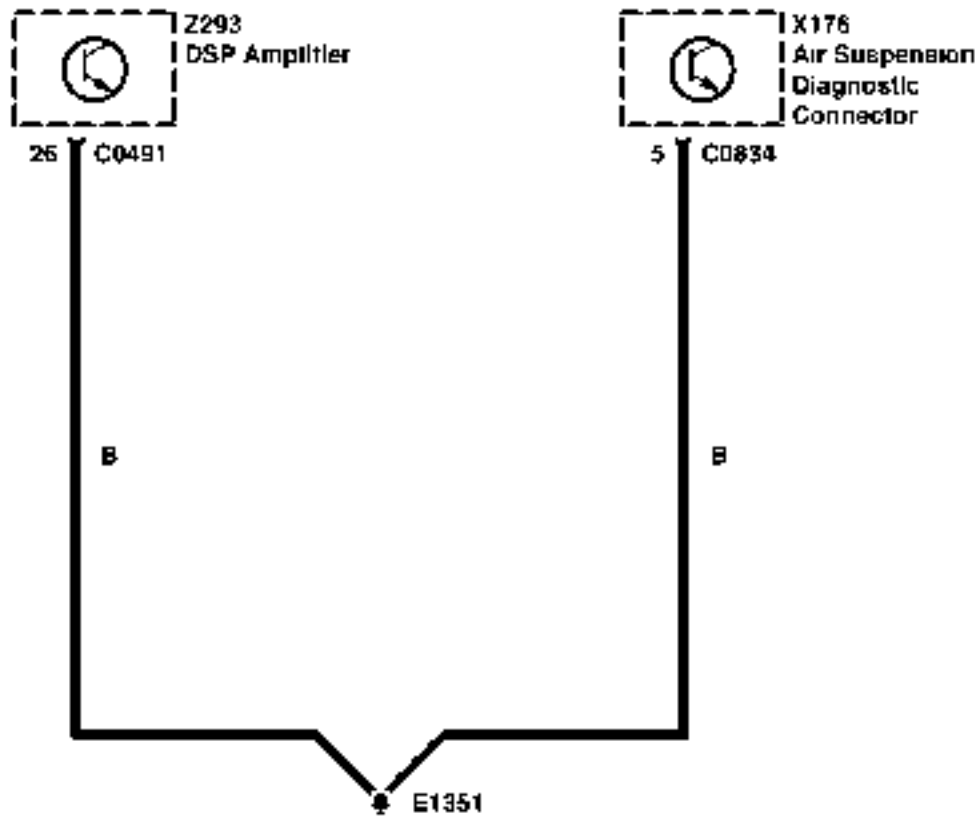 Z293
DSP Amplifier
X176
Air Suspension
Diagnostic
Connector
26 C0491
5 C0834
B
B
E1351